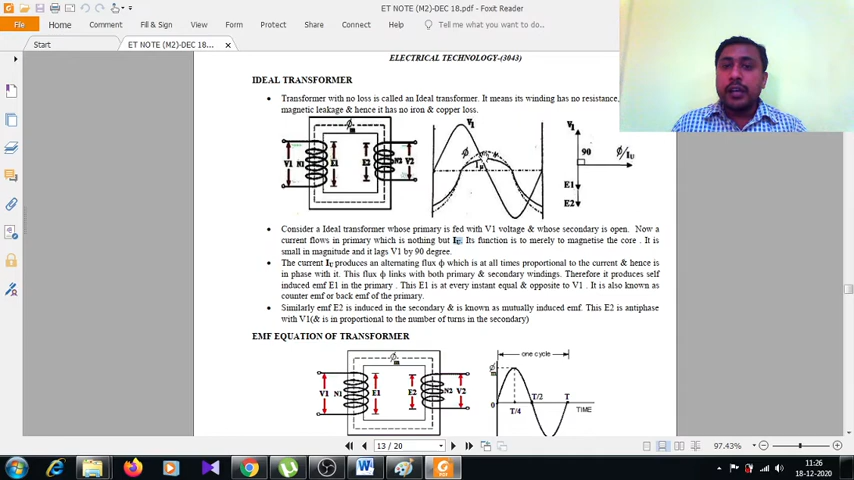 ET NOTE (M2)-DEC 18.pdf - Foxit Reader
File Home Comment Fill & Sign View Form Protect Share Help Tell me what you want to do...
Start ET NOTE (M2)-DEC 18....
ELECTRICAL TECHNOLOGY-(3043)
IDEAL TRANSFORMER
Transformer with no loss is called an Ideal transformer. It means its winding has no resistance,
magnetic leakage & hence it has no iron & copper loss.
Φ
m
V1 N1 E1 E2 N2 V2
V1
Φ
Iμ
V1
90
Φ/IU
E1
E2
Consider a Ideal transformer whose primary is fed with V1 voltage & whose secondary is open. Now a
current flows in primary which is nothing but IU. Its function is to merely to magnetise the core . It is
small in magnitude and it lags V1 by 90 degree.
The current IU produces an alternating flux ϕ which is at all times proportional to the current & hence is
in phase with it. This flux ϕ links with both primary & secondary windings. Therefore it produces self
induced emf E1 in the primary . This E1 is at every instant equal & opposite to V1 . It is also known as
counter emf or back emf of the primary.
Similarly emf E2 is induced in the secondary & is known as mutually induced emf. This E2 is antiphase
with V1(& is in proportional to the number of turns in the secondary)
EMF EQUATION OF TRANSFORMER
Φ
m
V1 N1 E1 E2 N2 V2
one cycle
Φ
m
0 T/4 T/2 T
TIME
13 / 20
97.43%
11:26
18-12-2020